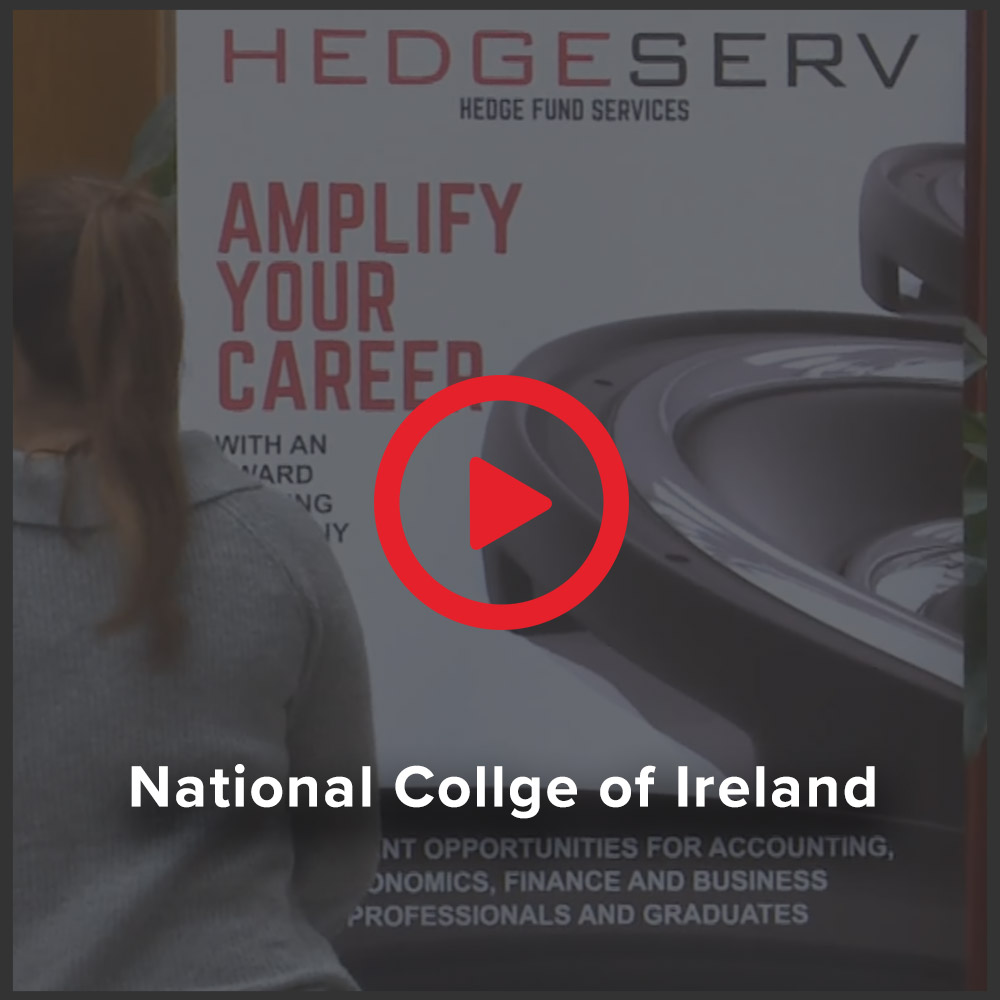 HEDGESERV
HEDGE FUND SERVICES
AMPLIFY
YOUR
CAREER
WITH AN
National Collge of Ireland
OPPORTUNITIES FOR ACCOUNTING,
FINANCE AND BUSINESS
PROFESSIONALS AND GRADUATES